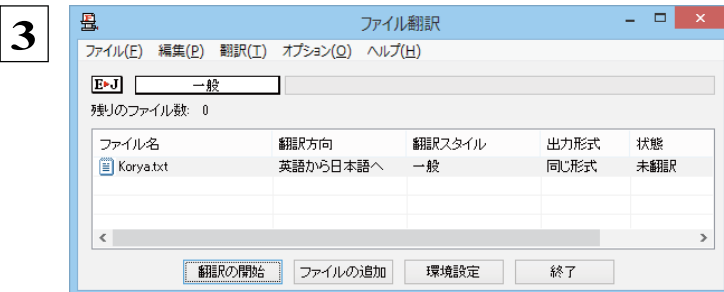 3
ファイル翻訳
ファイル(F) 編集(P) 翻訳(T) オプション(O) ヘルプ(H)
E▸J 一般
残りのファイル数: 0
ファイル名 翻訳方向 翻訳スタイル 出力形式 状態
Korya.txt 英語から日本語へ 一般 同じ形式 未翻訳
翻訳の開始 ファイルの追加 環境設定 終了